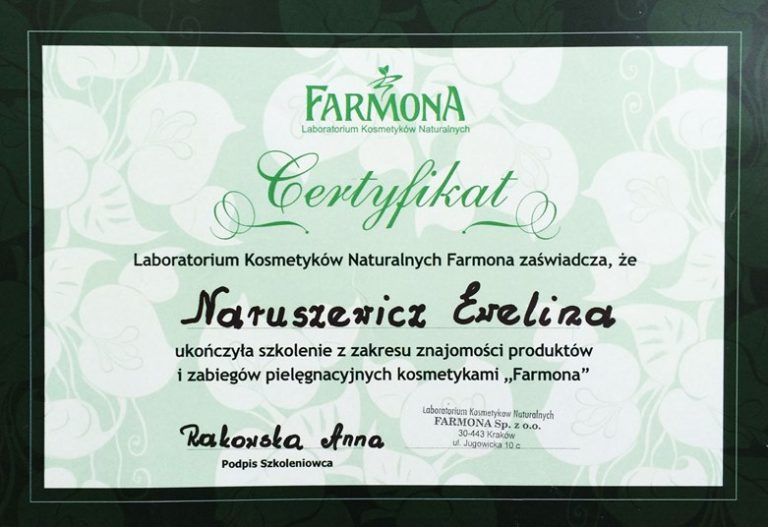 FARMONA
Laboratorium Kosmetyków Naturalnych
Certyfikat
Laboratorium Kosmetyków Naturalnych Farmona zaświadcza, że
Naruszewicz Ewelina
ukończyła szkolenie z zakresu znajomości produktów
i zabiegów pielęgnacyjnych kosmetykami „Farmona”
Laboratorium Kosmetyków Naturalnych
FARMONA Sp. z o.o.
30-443 Kraków
ul. Jugowicka 10 c
Rakowska Anna
Podpis Szkoleniowca